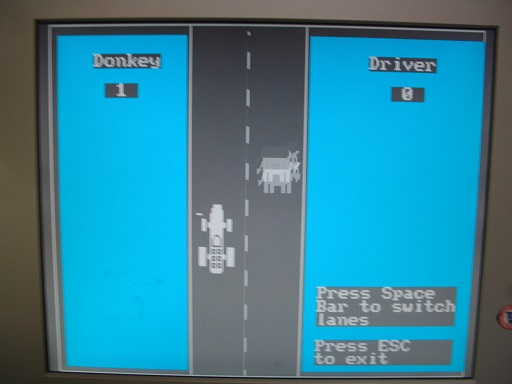 Donkey
Driver
1
0
Press Space
Bar to switch
lanes
Press ESC
to exit